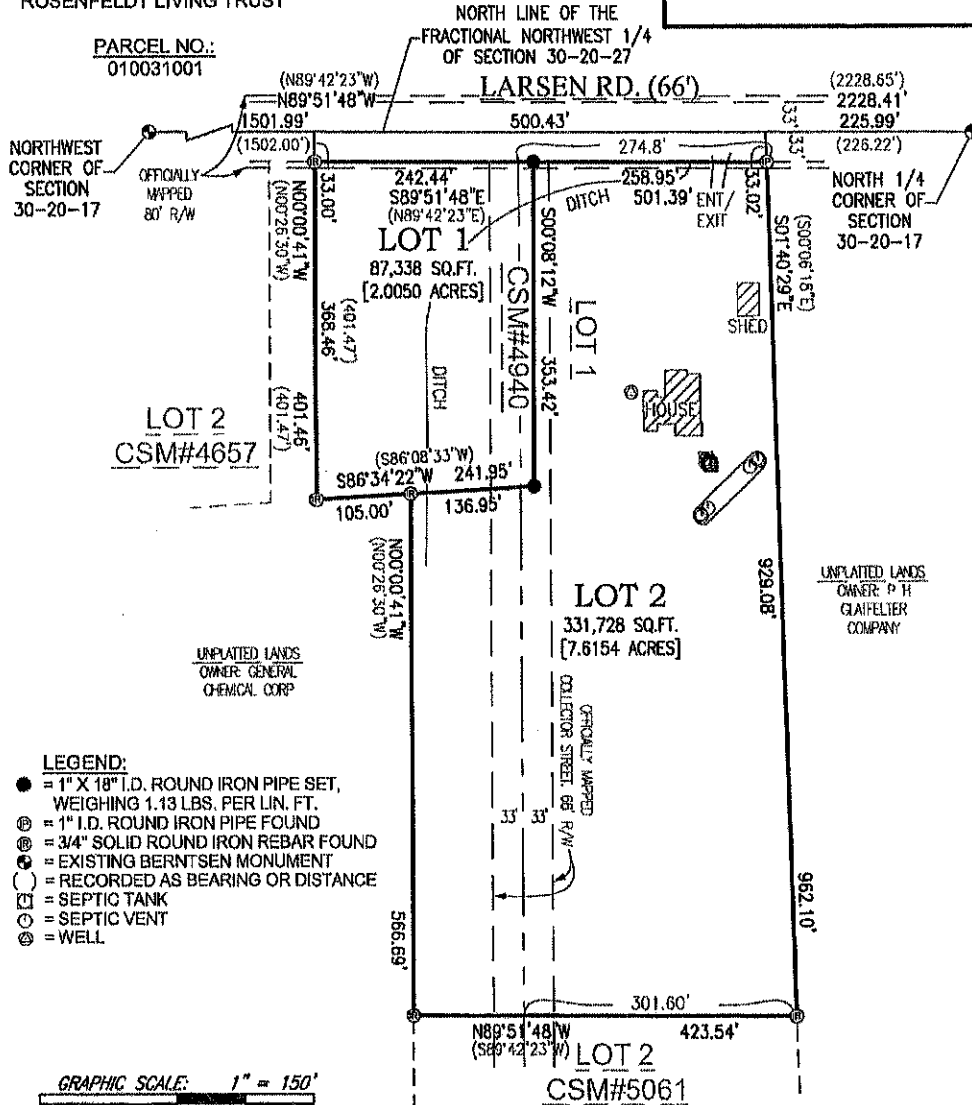 ROSENFELDT LIVING TRUST
PARCEL NO.:
010031001
NORTH LINE OF THE
FRACTIONAL NORTHWEST 1/4
OF SECTION 30-20-27
(N89°42'23"W)
N89°51'48"W
LARSEN RD. (66')
(2228.65')
2228.41'
1501.99'
500.43'
225.99'
(1502.00')
274.8'
(226.22')
33' 33'
NORTHWEST
CORNER OF
SECTION
30-20-17
OFFICIALLY
MAPPED
80' R/W
NORTH 1/4
CORNER OF
SECTION
30-20-17
33.00'
242.44'
S89°51'48"E
(N89°42'23"E)
258.95'
501.39'
DITCH
ENT/
EXIT
33.02'
N00°00'41"W
(N00°26'30"W)
368.46'
(401.47')
401.46'
(401.47')
LOT 1
87,338 SQ.FT.
[2.0050 ACRES]
DITCH
CSM#4940
S00°08'12"W
353.42'
LOT 1
S01°40'29"E
(S00°06'16"E)
SHED
HOUSE
LOT 2
CSM#4657
(S86°08'33"W)
S86°34'22"W
241.95'
105.00'
136.95'
N00°00'41"W
(N00°26'30"W)
929.08'
UNPLATTED LANDS
OWNER: P H
GLATFELTER
COMPANY
LOT 2
331,728 SQ.FT.
[7.6154 ACRES]
UNPLATTED LANDS
OWNER: GENERAL
CHEMICAL CORP
OFFICIALLY MAPPED
COLLECTOR STREET. 66' R/W
33' 33'
LEGEND:
= 1" X 18" I.D. ROUND IRON PIPE SET,
WEIGHING 1.13 LBS. PER LIN. FT.
= 1" I.D. ROUND IRON PIPE FOUND
= 3/4" SOLID ROUND IRON REBAR FOUND
= EXISTING BERNTSEN MONUMENT
( ) = RECORDED AS BEARING OR DISTANCE
= SEPTIC TANK
= SEPTIC VENT
= WELL
566.69'
962.10'
301.60'
N89°51'48"W
423.54'
(S89°42'23"W)
LOT 2
CSM#5061
GRAPHIC SCALE: 1" = 150'